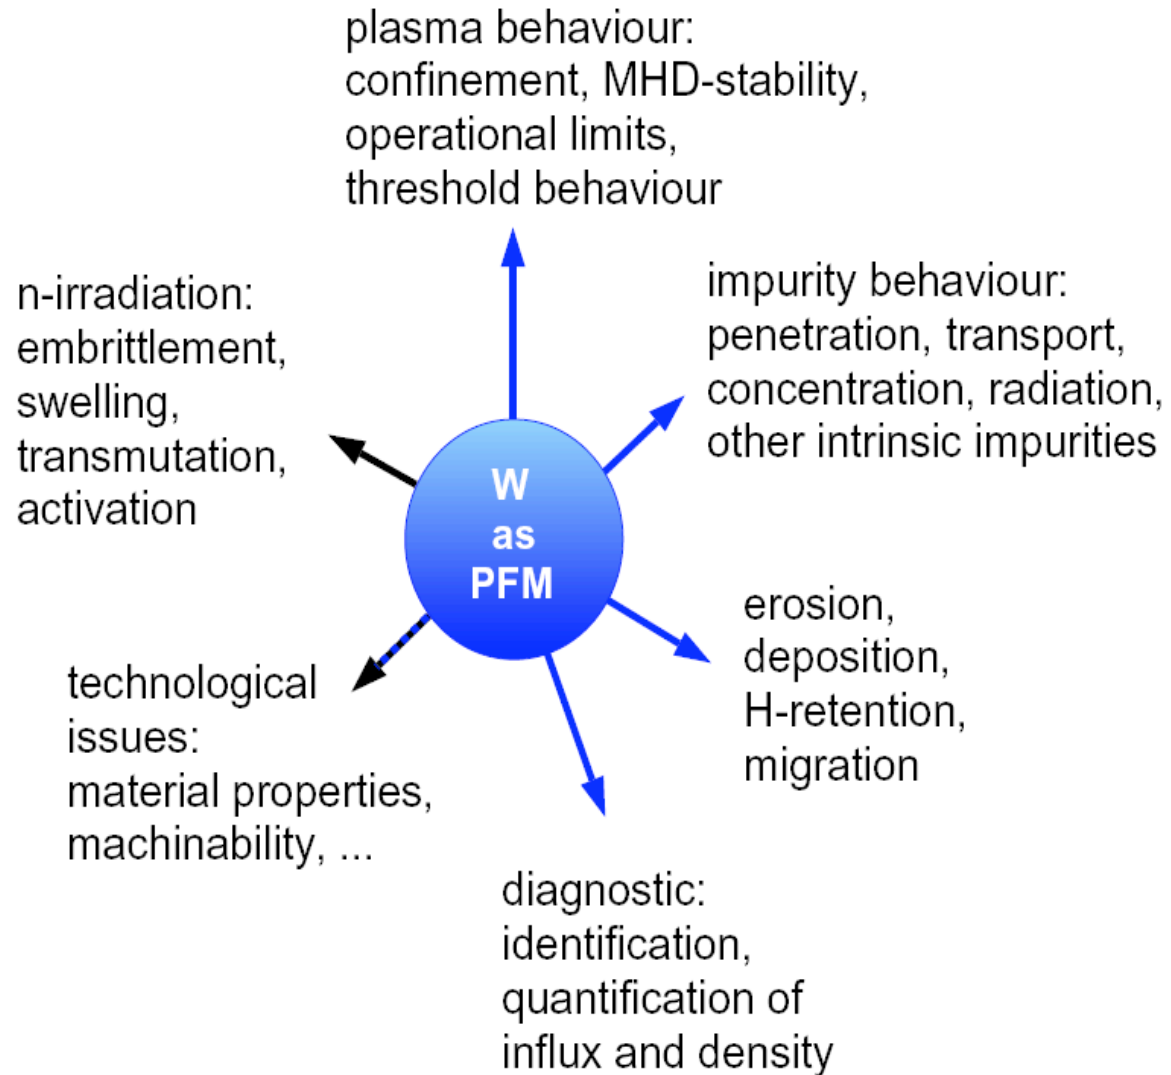 plasma behaviour:
confinement, MHD-stability,
operational limits,
threshold behaviour
n-irradiation:
embrittlement,
swelling,
transmutation,
activation
impurity behaviour:
penetration, transport,
concentration, radiation,
other intrinsic impurities
W
as
PFM
erosion,
deposition,
H-retention,
migration
technological
issues:
material properties,
machinability, ...
diagnostic:
identification,
quantification of
influx and density